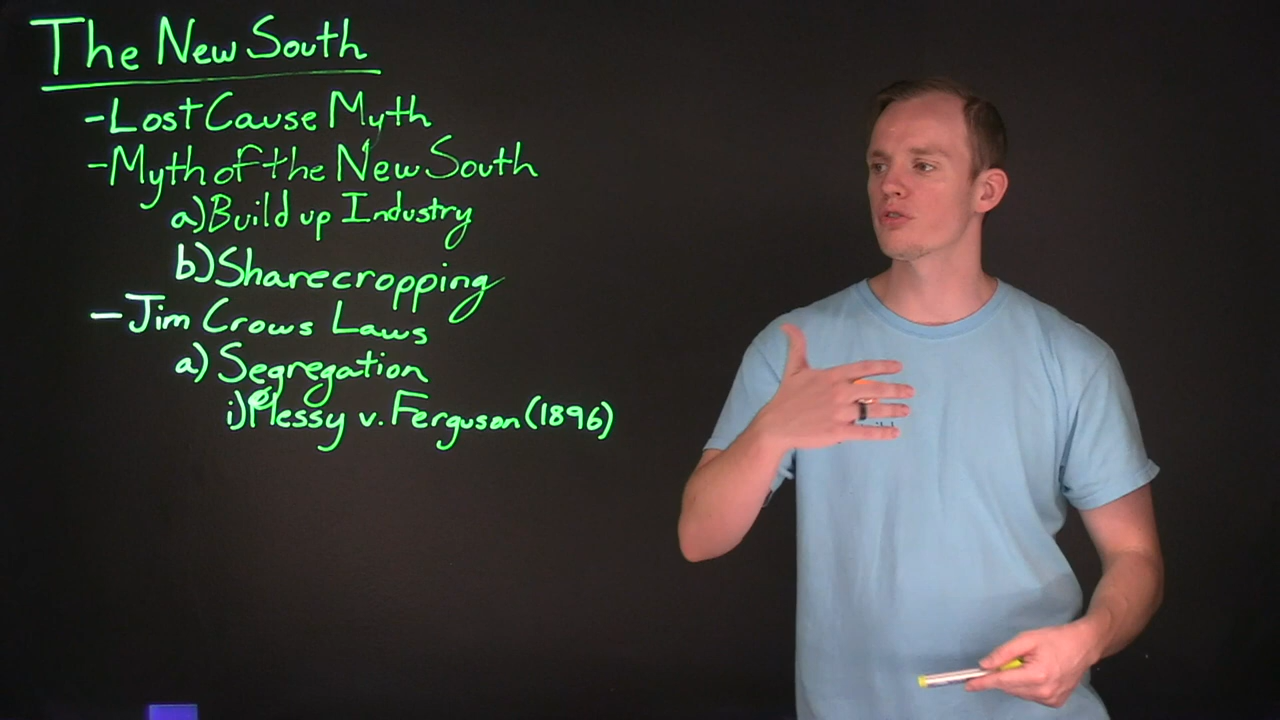 The New South
-Lost Cause Myth
-Myth of the New South
a) Build up Industry
b) Sharecropping
- Jim Crows Laws
a) Segregation
i) Plessy v. Ferguson (1896)